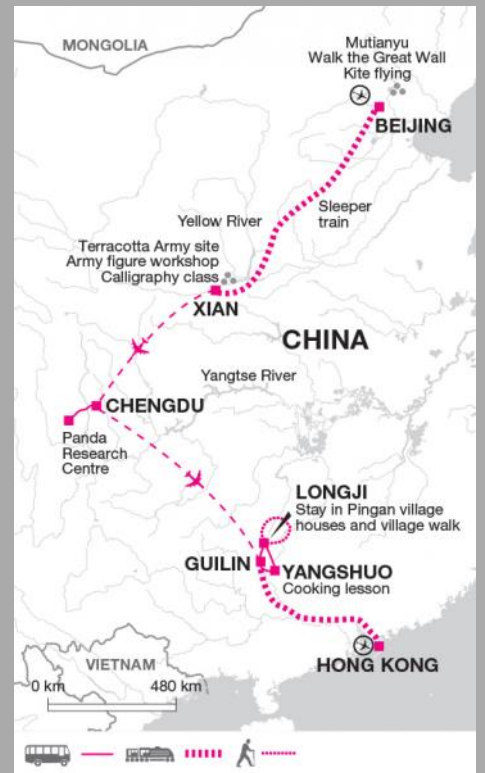 MONGOLIA
Mutianyu
Walk the Great Wall
Kite flying
BEIJING
Sleeper
train
Yellow River
Terracotta Army site
Army figure workshop
Calligraphy class
XIAN
CHINA
Yangtse River
CHENGDU
Panda
Research
Centre
LONGJI
Stay in Pingan village
houses and village walk
GUILIN
YANGSHUO
Cooking lesson
VIETNAM
HONG KONG
0 km 480 km